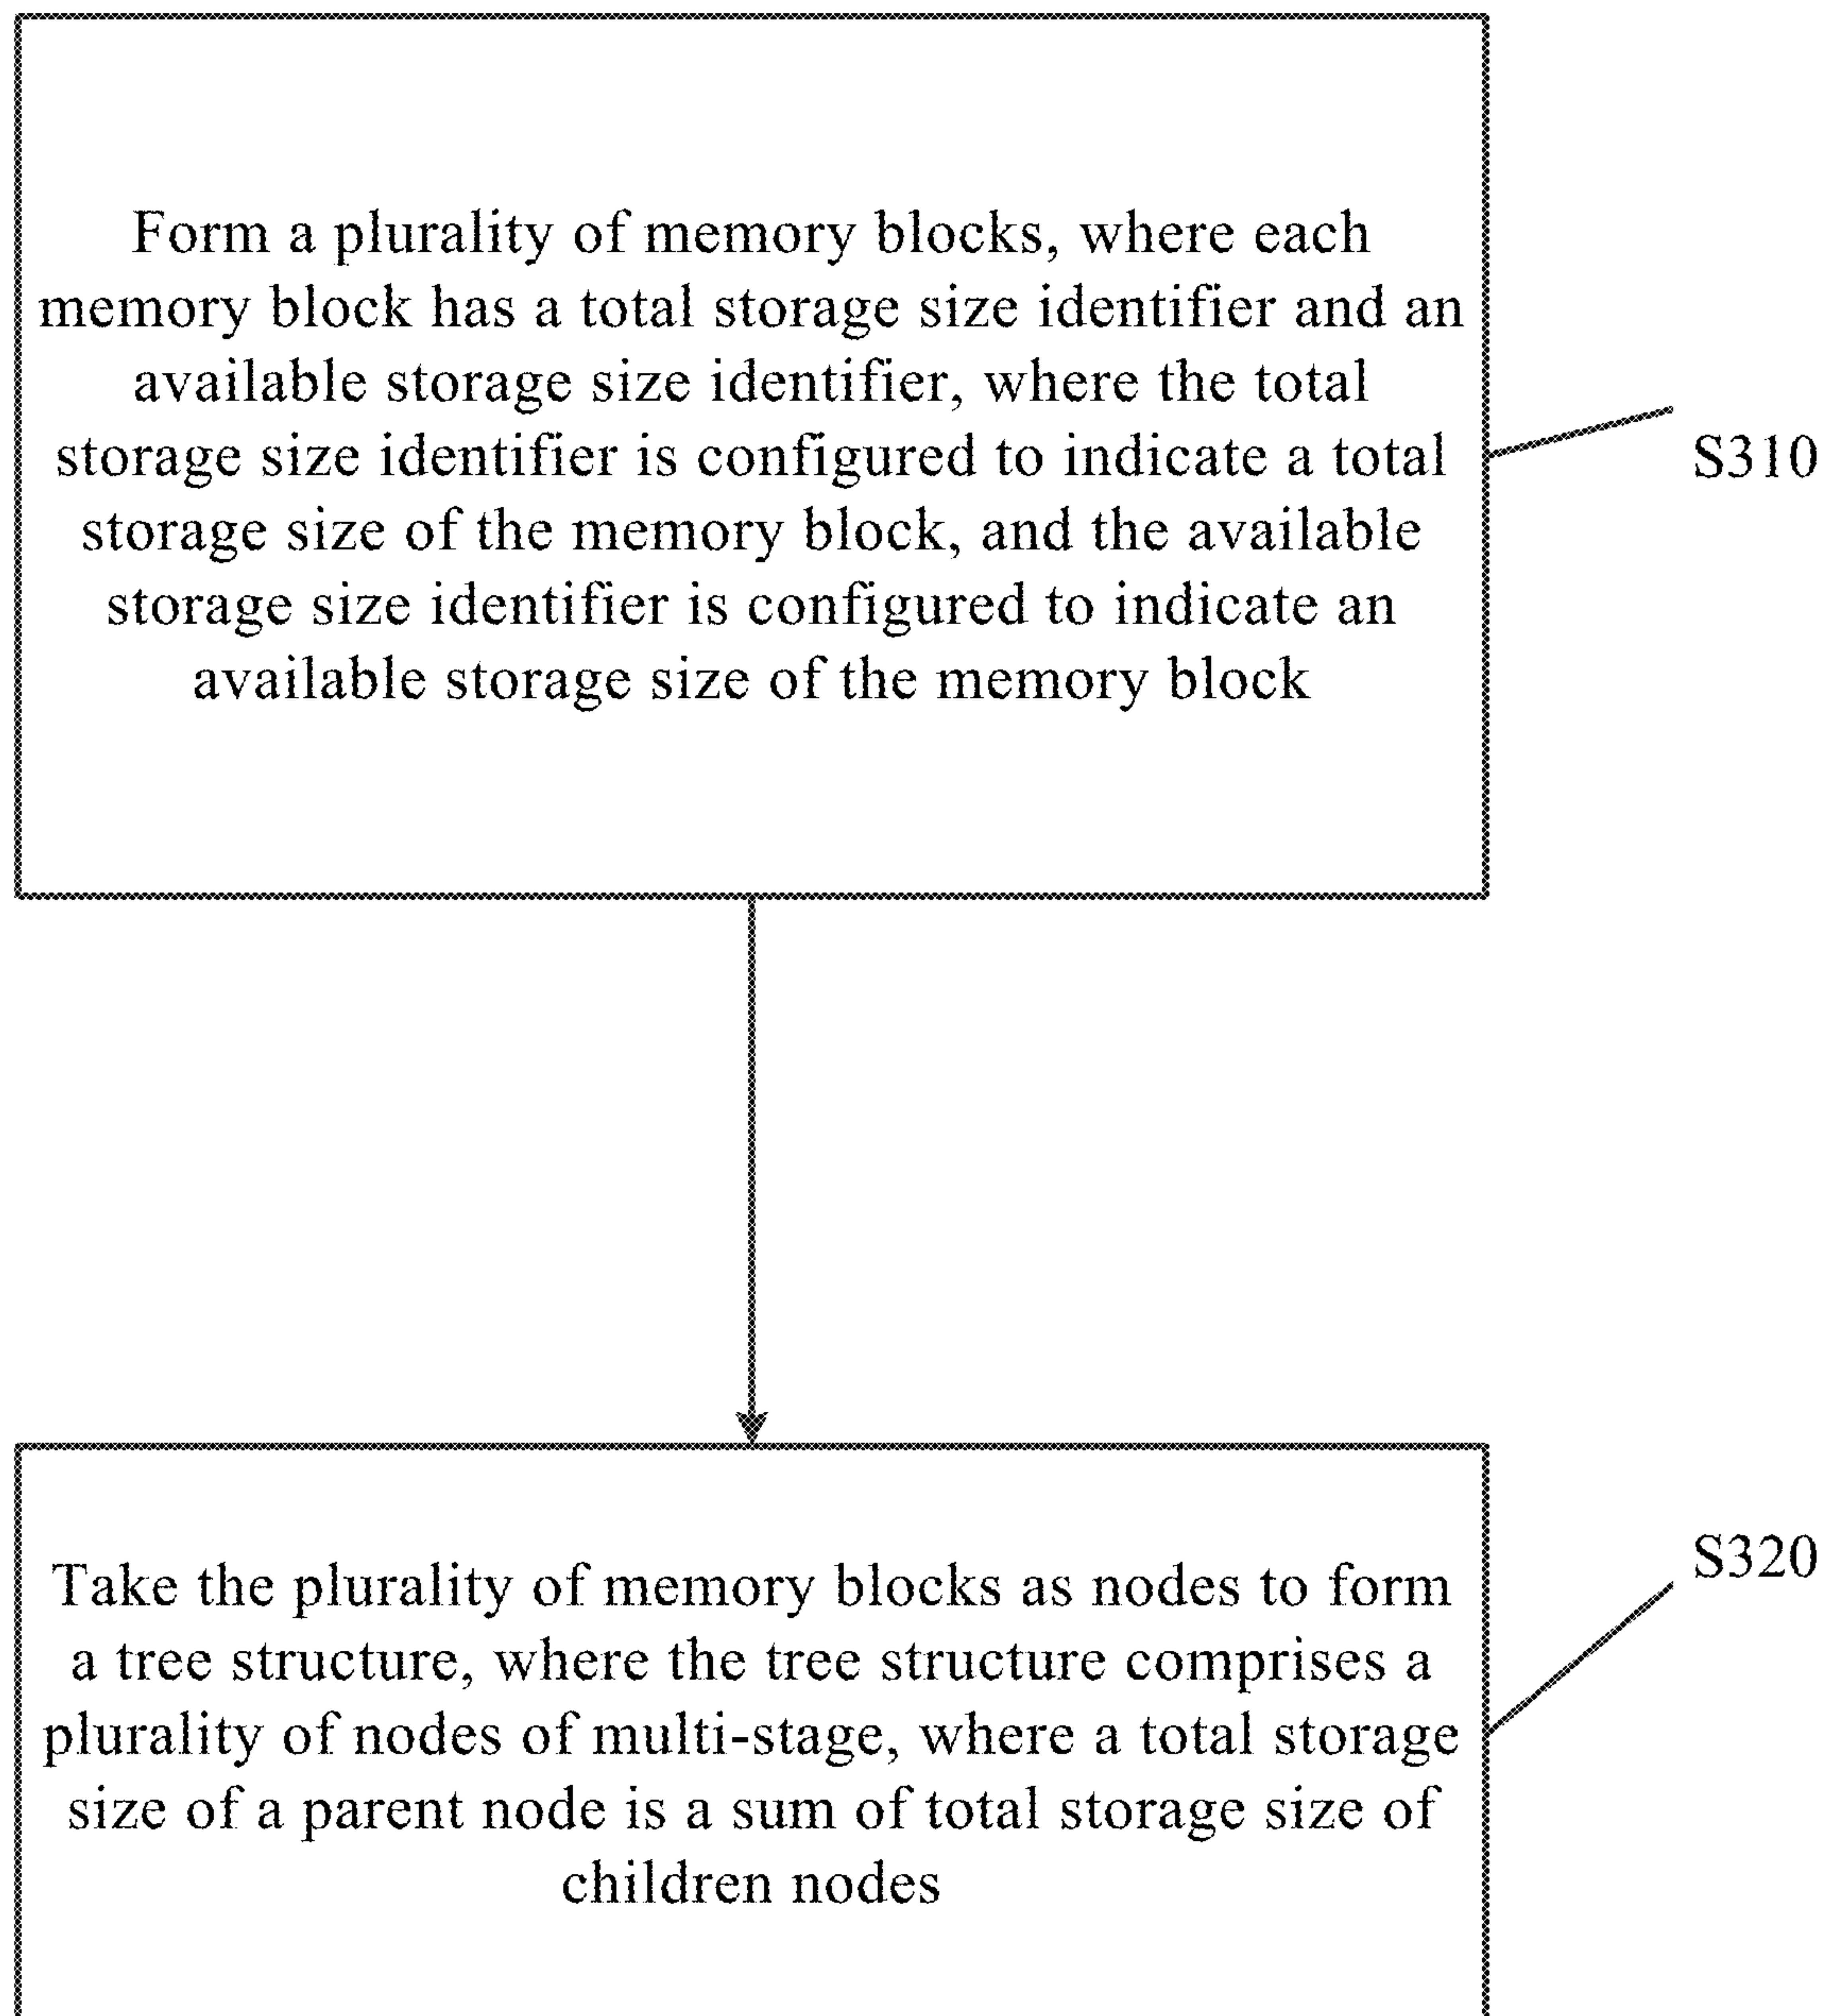 Form a plurality of memory blocks, where each
memory block has a total storage size identifier and an
available storage size identifier, where the total
storage size identifier is configured to indicate a total
storage size of the memory block, and the available
storage size identifier is configured to indicate an
available storage size of the memory block
S310
Take the plurality of memory blocks as nodes to form
a tree structure, where the tree structure comprises a
plurality of nodes of multi-stage, where a total storage
size of a parent node is a sum of total storage size of
children nodes
S320